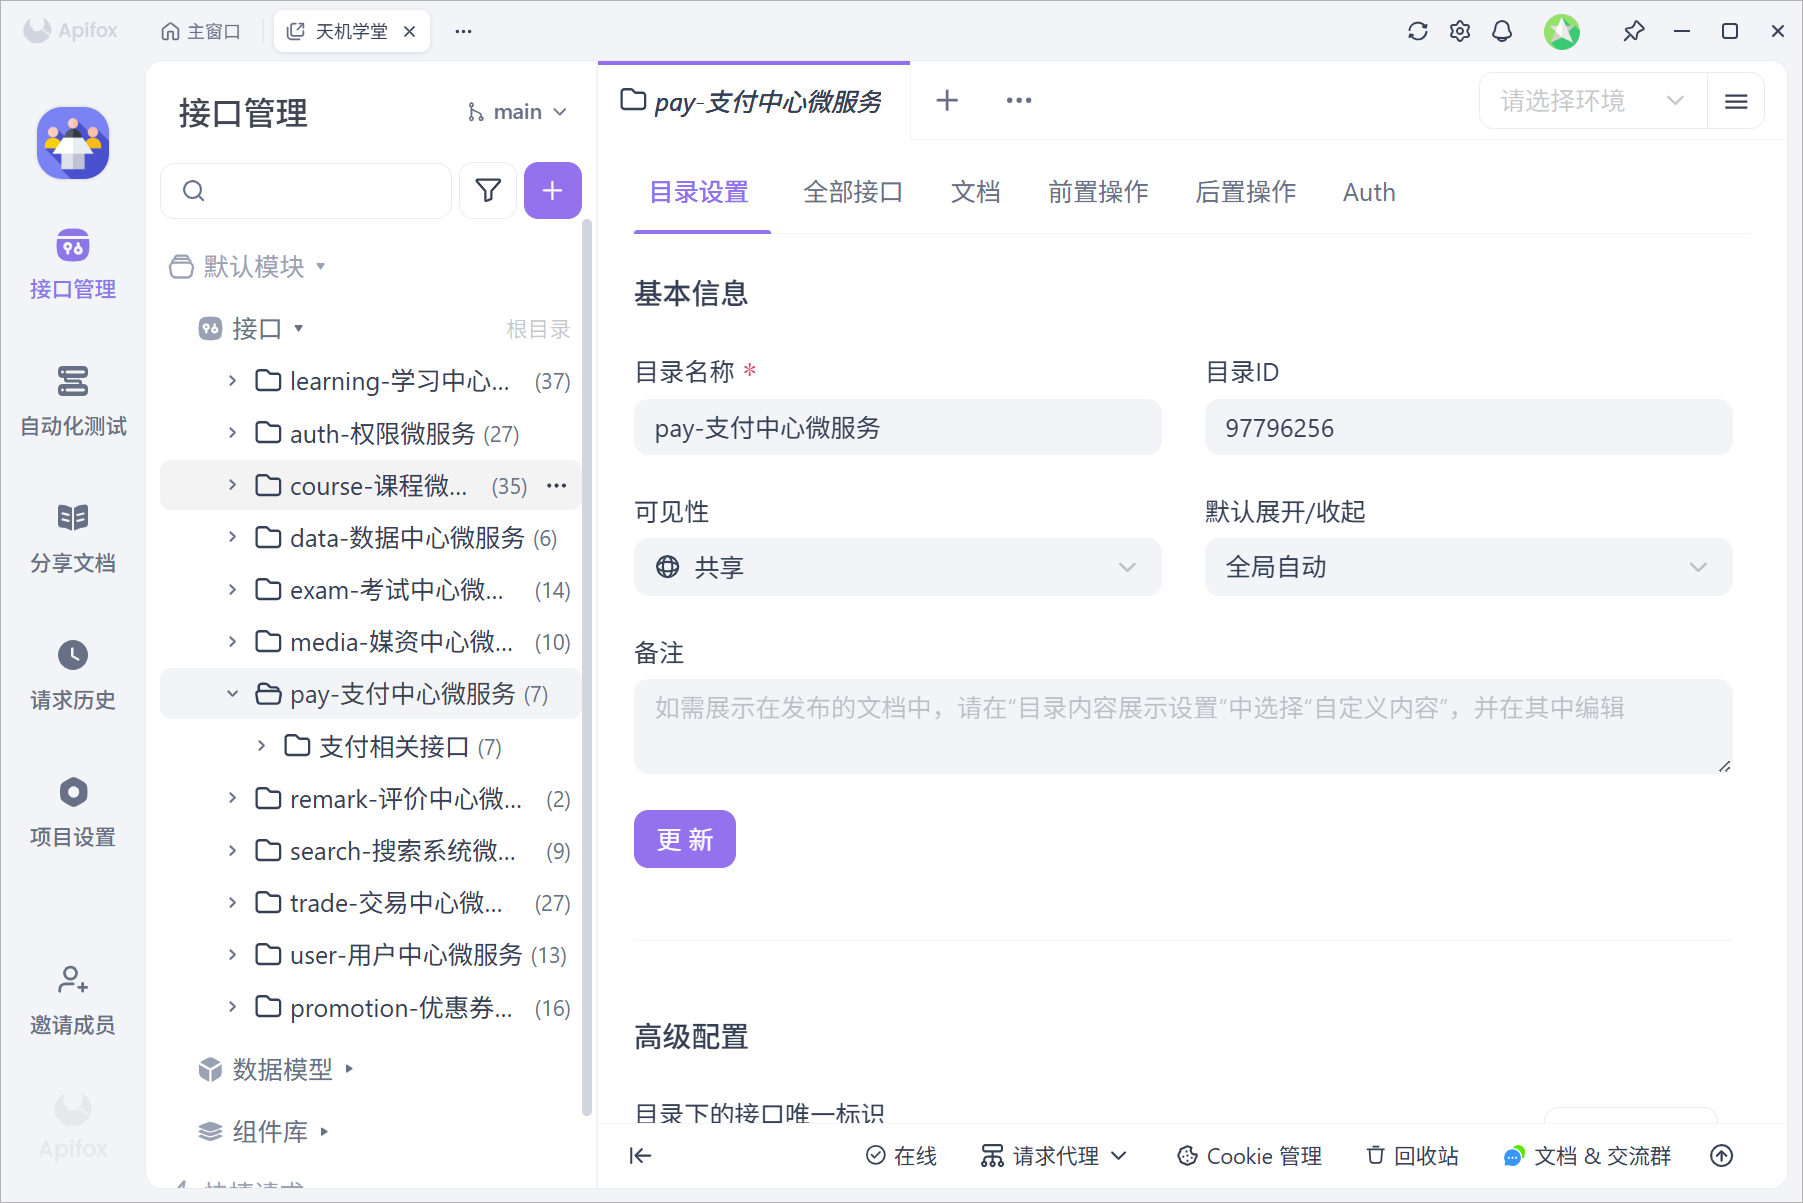 Apifox
主窗口
天机学堂
接口管理
main
接口管理
自动化测试
分享文档
请求历史
项目设置
邀请成员
Apifox
默认模块
接口
根目录
learning-学习中心... (37)
auth-权限微服务 (27)
course-课程微... (35)
data-数据中心微服务 (6)
exam-考试中心微... (14)
media-媒资中心微... (10)
pay-支付中心微服务 (7)
支付相关接口 (7)
remark-评价中心微... (2)
search-搜索系统微... (9)
trade-交易中心微... (27)
user-用户中心微服务 (13)
promotion-优惠券... (16)
数据模型
组件库
快捷请求
pay-支付中心微服务
请选择环境
目录设置 全部接口 文档 前置操作 后置操作 Auth
基本信息
目录名称 *
pay-支付中心微服务
目录ID
97796256
可见性
共享
默认展开/收起
全局自动
备注
如需展示在发布的文档中，请在“目录内容展示设置”中选择“自定义内容”，并在其中编辑
更 新
高级配置
目录下的接口唯一标识
在线 请求代理 Cookie 管理 回收站 文档 & 交流群